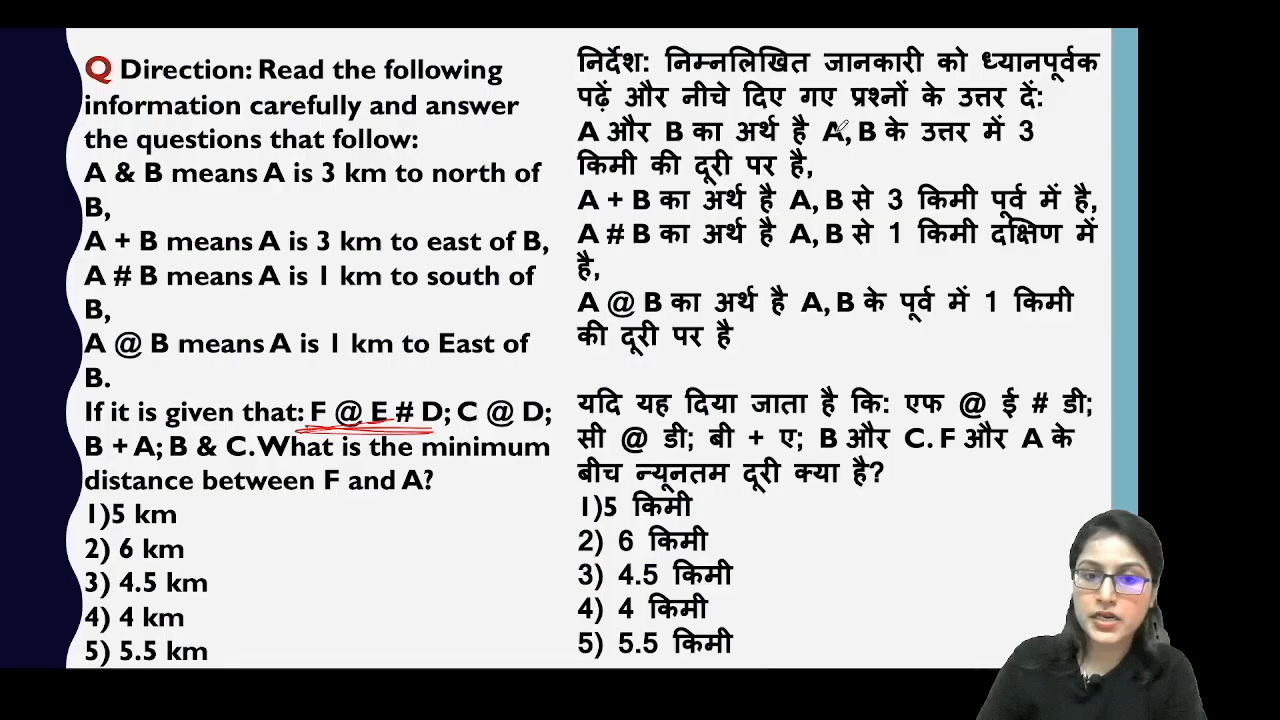 Q Direction: Read the following
information carefully and answer
the questions that follow:
A & B means A is 3 km to north of
B,
A + B means A is 3 km to east of B,
A # B means A is 1 km to south of
B,
A @ B means A is 1 km to East of
B.
If it is given that: F @ E # D; C @ D;
B + A; B & C. What is the minimum
distance between F and A?
1)5 km
2) 6 km
3) 4.5 km
4) 4 km
5) 5.5 km
निर्देश: निम्नलिखित जानकारी को ध्यानपूर्वक
पढ़ें और नीचे दिए गए प्रश्नों के उत्तर दें:
A और B का अर्थ है A, B के उत्तर में 3
किमी की दूरी पर है,
A + B का अर्थ है A, B से 3 किमी पूर्व में है,
A # B का अर्थ है A, B से 1 किमी दक्षिण में
है,
A @ B का अर्थ है A, B के पूर्व में 1 किमी
की दूरी पर है
यदि यह दिया जाता है कि: एफ @ ई # डी;
सी @ डी; बी + ए; B और C. F और A के
बीच न्यूनतम दूरी क्या है?
1)5 किमी
2) 6 किमी
3) 4.5 किमी
4) 4 किमी
5) 5.5 किमी